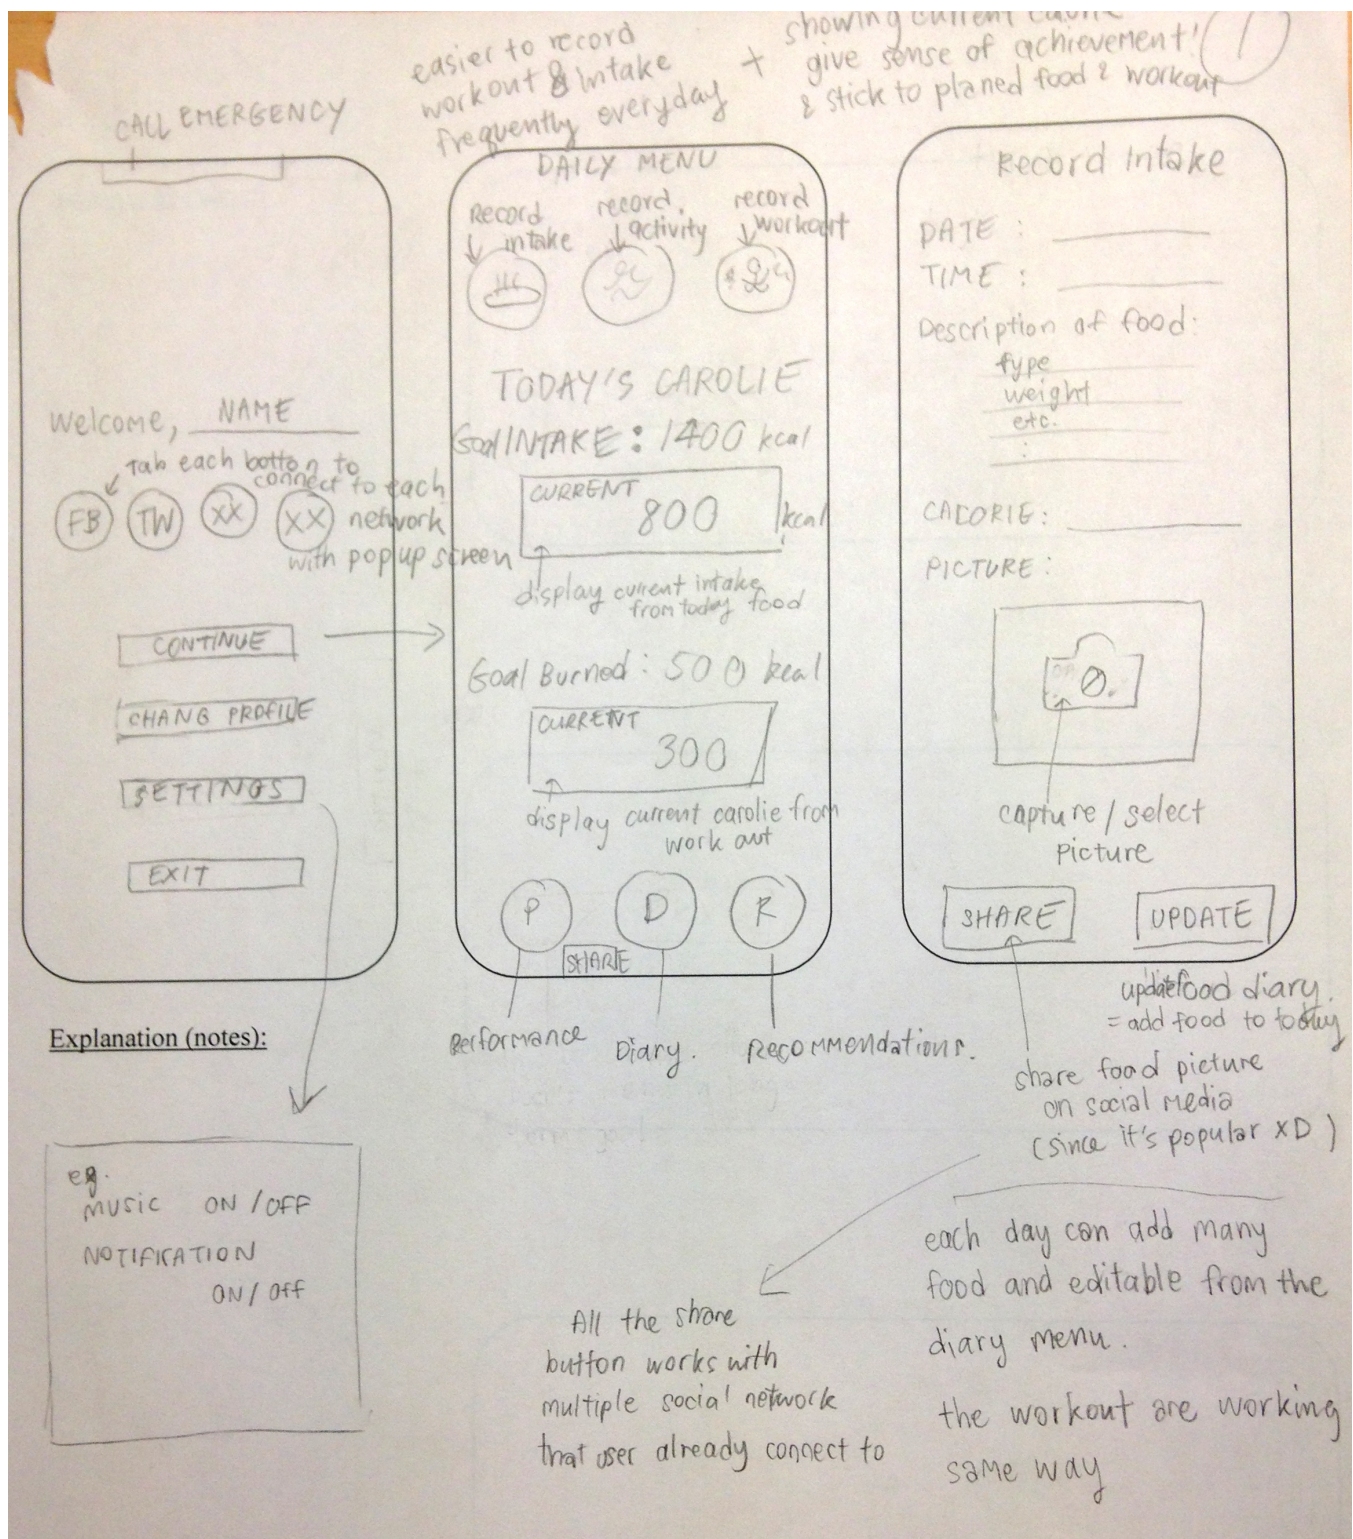 easier to record
workout & intake
frequently everyday
+
showing current calorie
give sense of achievement!
& stick to planed food & workout
1
CALL EMERGENCY
Welcome, NAME
tab each botton to
connect to each
network
with pop up screen
FB
TW
XX
XX
CONTINUE
CHANG PROFILE
SETTINGS
EXIT
Explanation (notes):
eg.
MUSIC ON / OFF
NOTIFICATION
ON / OFF
DAILY MENU
Record
intake
record
activity
record
workout
TODAY'S CAROLIE
Goal INTAKE : 1400 kcal
CURRENT
800
kcal
display current intake
from today food
Goal Burned : 500 kcal
CURRENT
300
display current carolie from
work out
P
D
R
SHARE
Performance
Diary.
Recommendations.
Record Intake
DATE :
TIME :
Description of food:
type
weight
etc.
:
CALORIE:
PICTURE:
capture / select
picture
SHARE
UPDATE
update food diary.
= add food to today
share food picture
on social media
(since it's popular XD)
All the share
button works with
multiple social network
that user already connect to
each day can add many
food and editable from the
diary menu.
the workout are working
same way